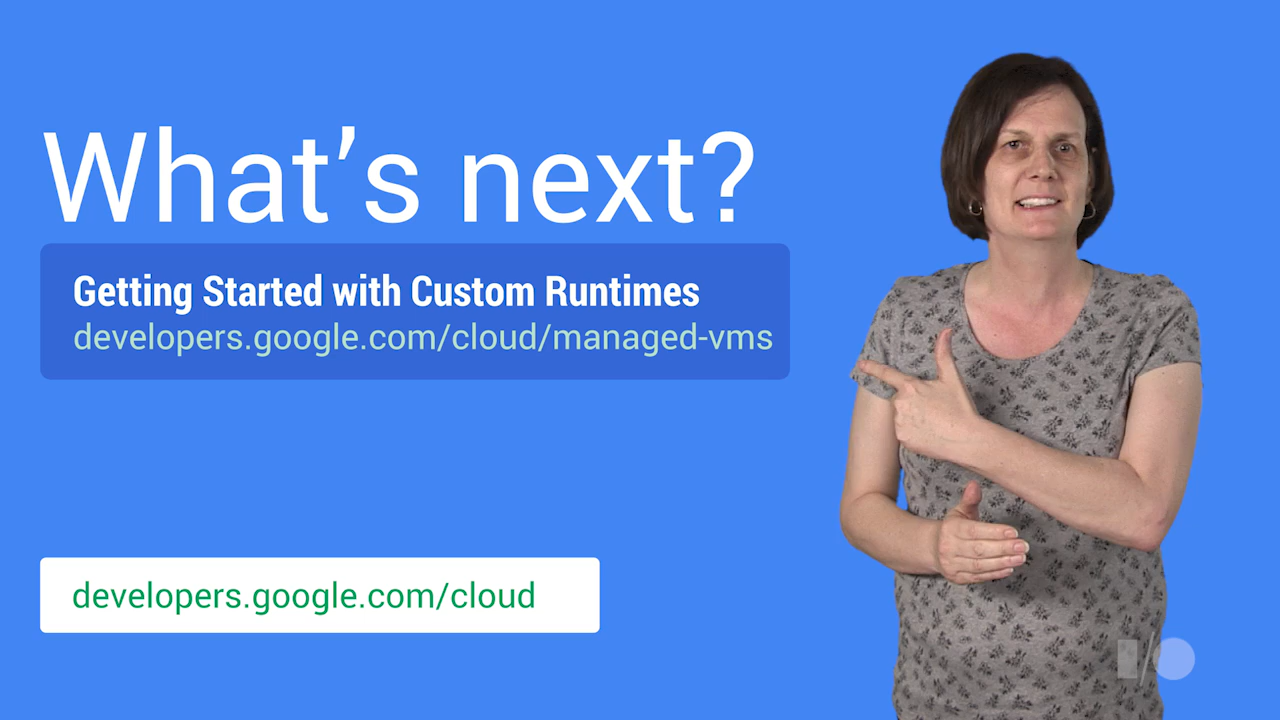 What's next?
Getting Started with Custom Runtimes
developers.google.com/cloud/managed-vms
developers.google.com/cloud
I/O